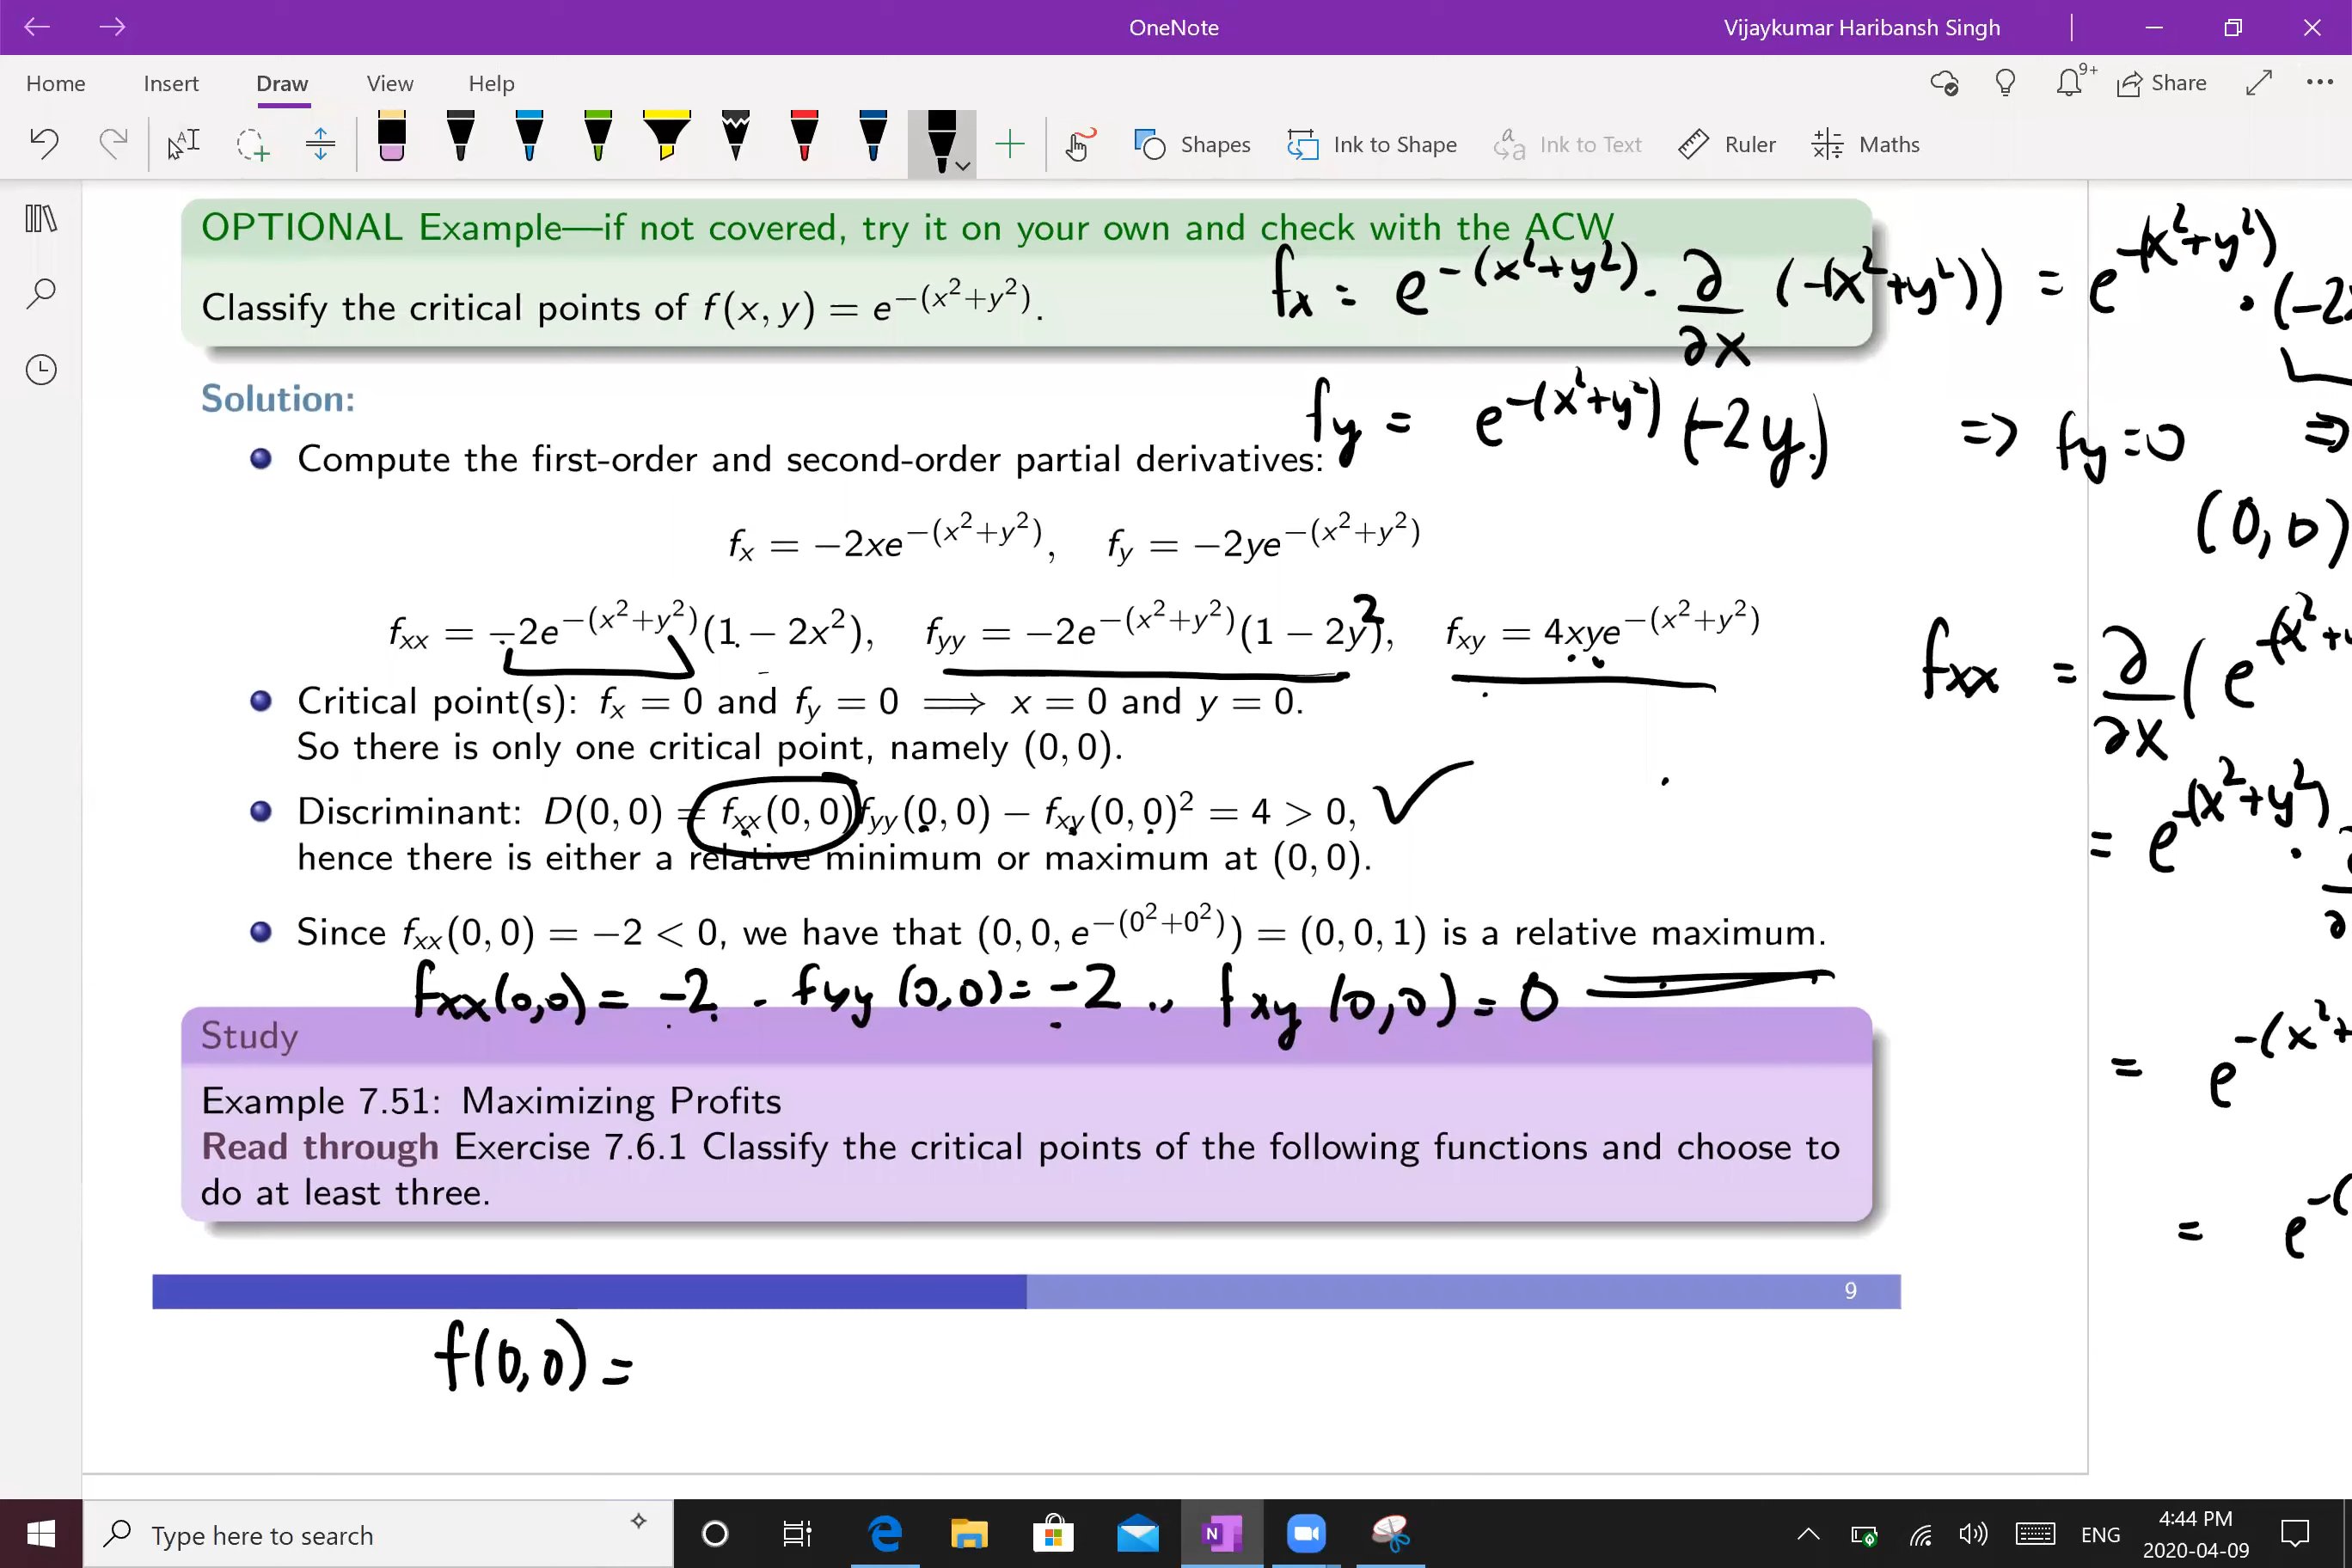 OneNote
Vijaykumar Haribansh Singh
Home Insert Draw View Help
9+ Share
Shapes Ink to Shape Ink to Text Ruler Maths
OPTIONAL Example—if not covered, try it on your own and check with the ACW
Classify the critical points of f(x, y) = e^{−(x²+y²)}.
fx = e^{-(x²+y²)} · ∂/∂x (-(x²+y²)) = e^{-(x²+y²)} · (-2x
Solution:
fy = e^{-(x²+y²)} (-2y) => fy=0 =>
(0,0)
Compute the first-order and second-order partial derivatives:
f_x = −2xe^{−(x²+y²)}, f_y = −2ye^{−(x²+y²)}
f_xx = −2e^{−(x²+y²)}(1 − 2x²), f_yy = −2e^{−(x²+y²)}(1 − 2y²), f_xy = 4xye^{−(x²+y²)}
fxx = ∂/∂x (e^{-(x²+y
Critical point(s): f_x = 0 and f_y = 0 ⟹ x = 0 and y = 0.
So there is only one critical point, namely (0, 0).
Discriminant: D(0, 0) = f_xx(0, 0)f_yy(0, 0) − f_xy(0, 0)² = 4 > 0, ✓
= e^{-(x²+y²)} ·
hence there is either a relative minimum or maximum at (0, 0).
Since f_xx(0, 0) = −2 < 0, we have that (0, 0, e^{−(0²+0²)}) = (0, 0, 1) is a relative maximum.
fxx(0,0) = -2 , fyy(0,0) = -2 , fxy(0,0) = 0
= e^{-(x²+
Study
Example 7.51: Maximizing Profits
Read through Exercise 7.6.1 Classify the critical points of the following functions and choose to
do at least three.
= e^{-(
9
f(0,0) =
Type here to search
N
ENG
4:44 PM
2020-04-09